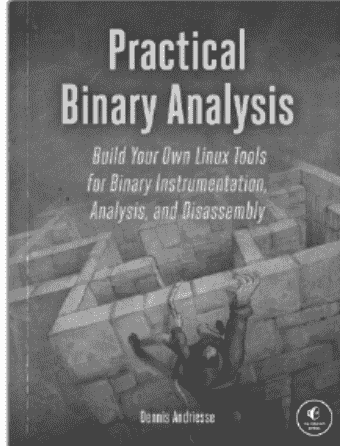 Practical
Binary Analysis
Build Your Own Linux Tools
for Binary Instrumentation,
Analysis, and Disassembly
Dennis Andriesse